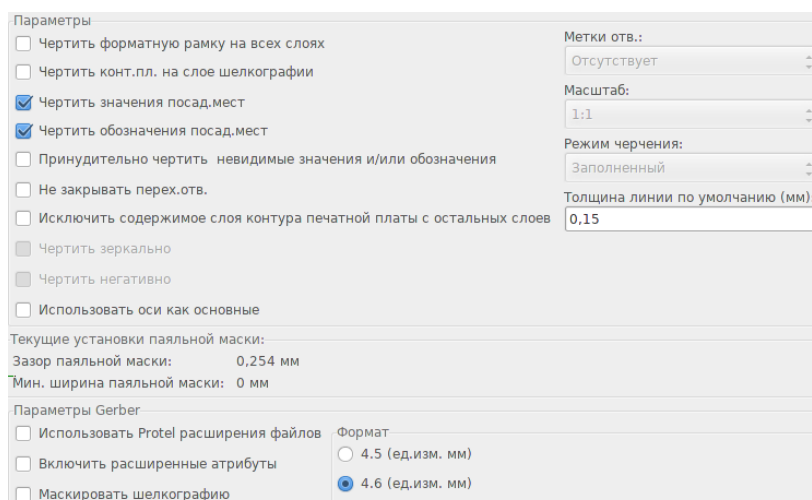 Параметры
Чертить форматную рамку на всех слоях
Чертить конт.пл. на слое шелкографии
Чертить значения посад.мест
Чертить обозначения посад.мест
Принудительно чертить  невидимые значения и/или обозначения
Не закрывать перех.отв.
Исключить содержимое слоя контура печатной платы с остальных слоев
Чертить зеркально
Чертить негативно
Использовать оси как основные
Метки отв.:
Отсутствует
Масштаб:
1:1
Режим черчения:
Заполненный
Толщина линии по умолчанию (мм)
0,15
Текущие установки паяльной маски:
Зазор паяльной маски: 0,254 мм
Мин. ширина паяльной маски: 0 мм
Параметры Gerber
Использовать Protel расширения файлов
Включить расширенные атрибуты
Маскировать шелкографию
Формат
4.5 (ед.изм. мм)
4.6 (ед.изм. мм)